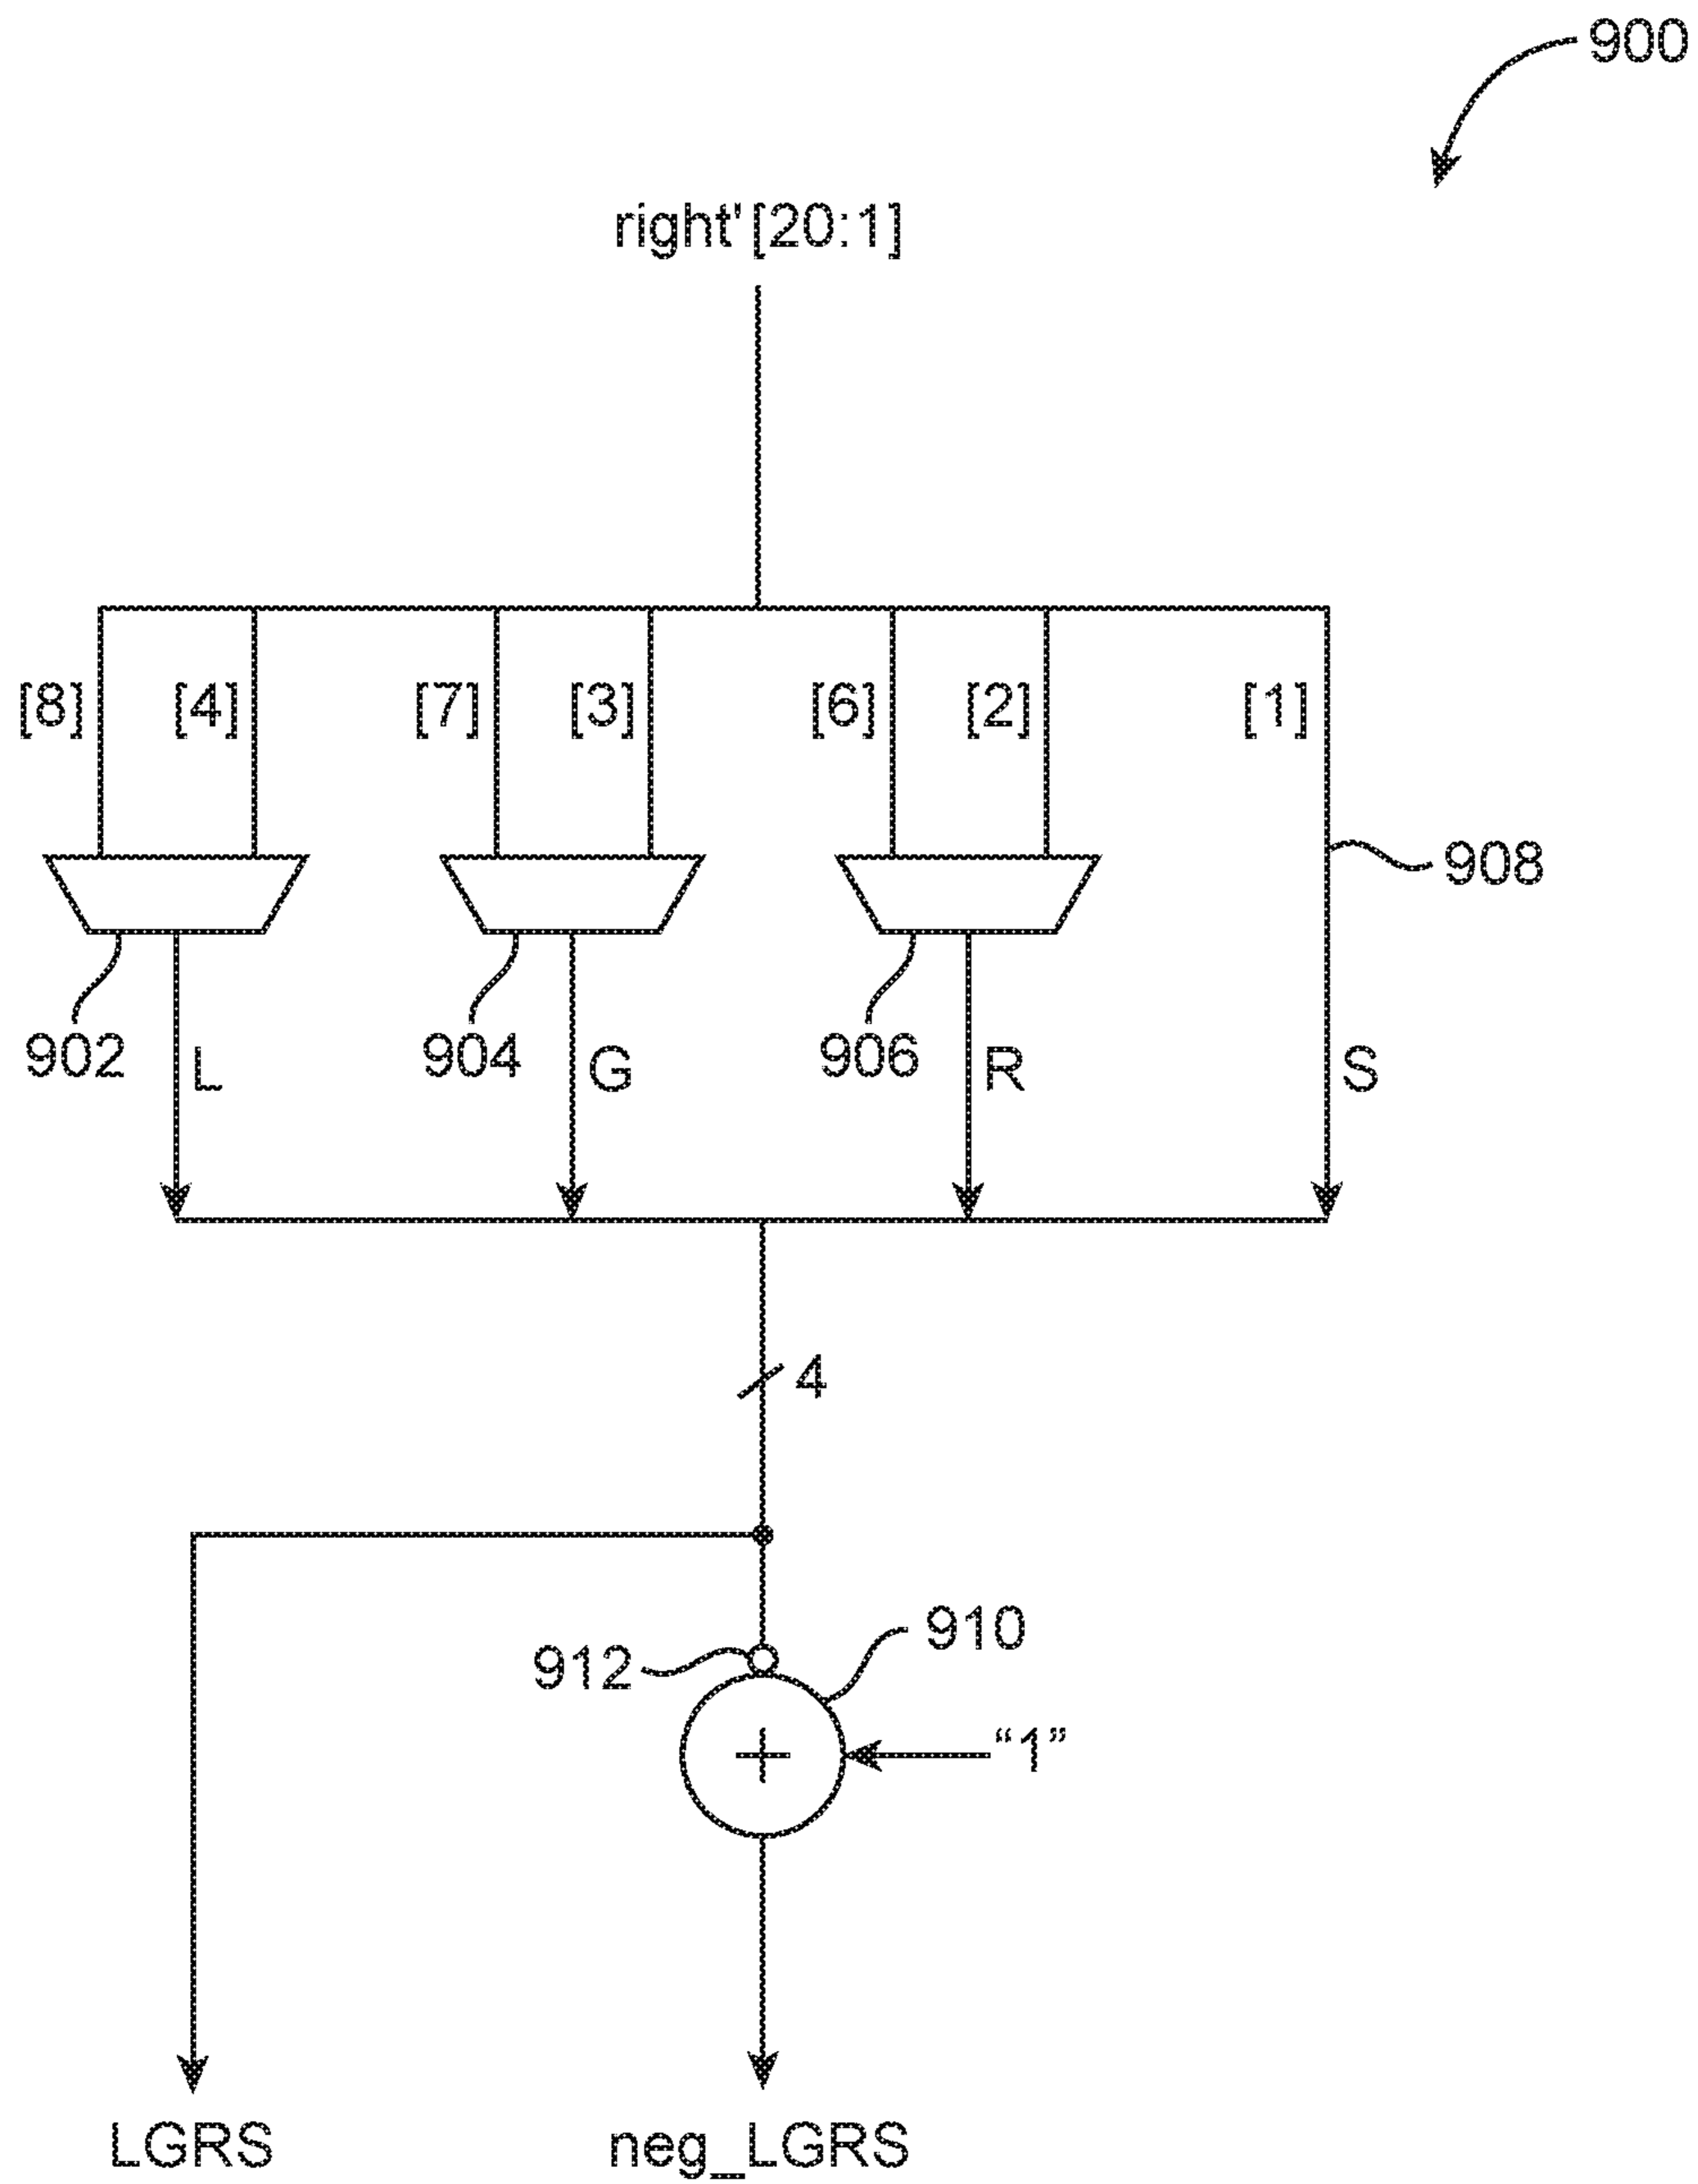 900
right'[20:1]
[8] [4] [7] [3] [6] [2] [1]
908
902 L 904 G 906 R S
4
910
912
“1”
LGRS neg_LGRS